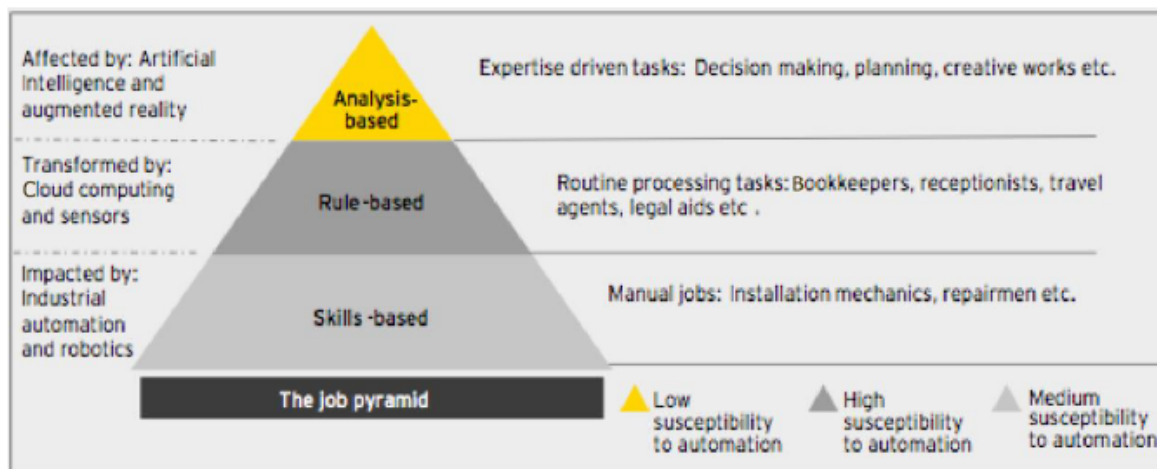 Affected by: Artificial
Intelligence and
augmented reality
Analysis-
based
Expertise driven tasks: Decision making, planning, creative works etc.
Transformed by:
Cloud computing
and sensors
Rule-based
Routine processing tasks: Bookkeepers, receptionists, travel
agents, legal aids etc .
Impacted by:
Industrial
automation
and robotics
Skills -based
Manual jobs: Installation mechanics, repairmen etc.
The job pyramid
Low
susceptibility
to automation
High
susceptibility
to automation
Medium
susceptibility
to automation